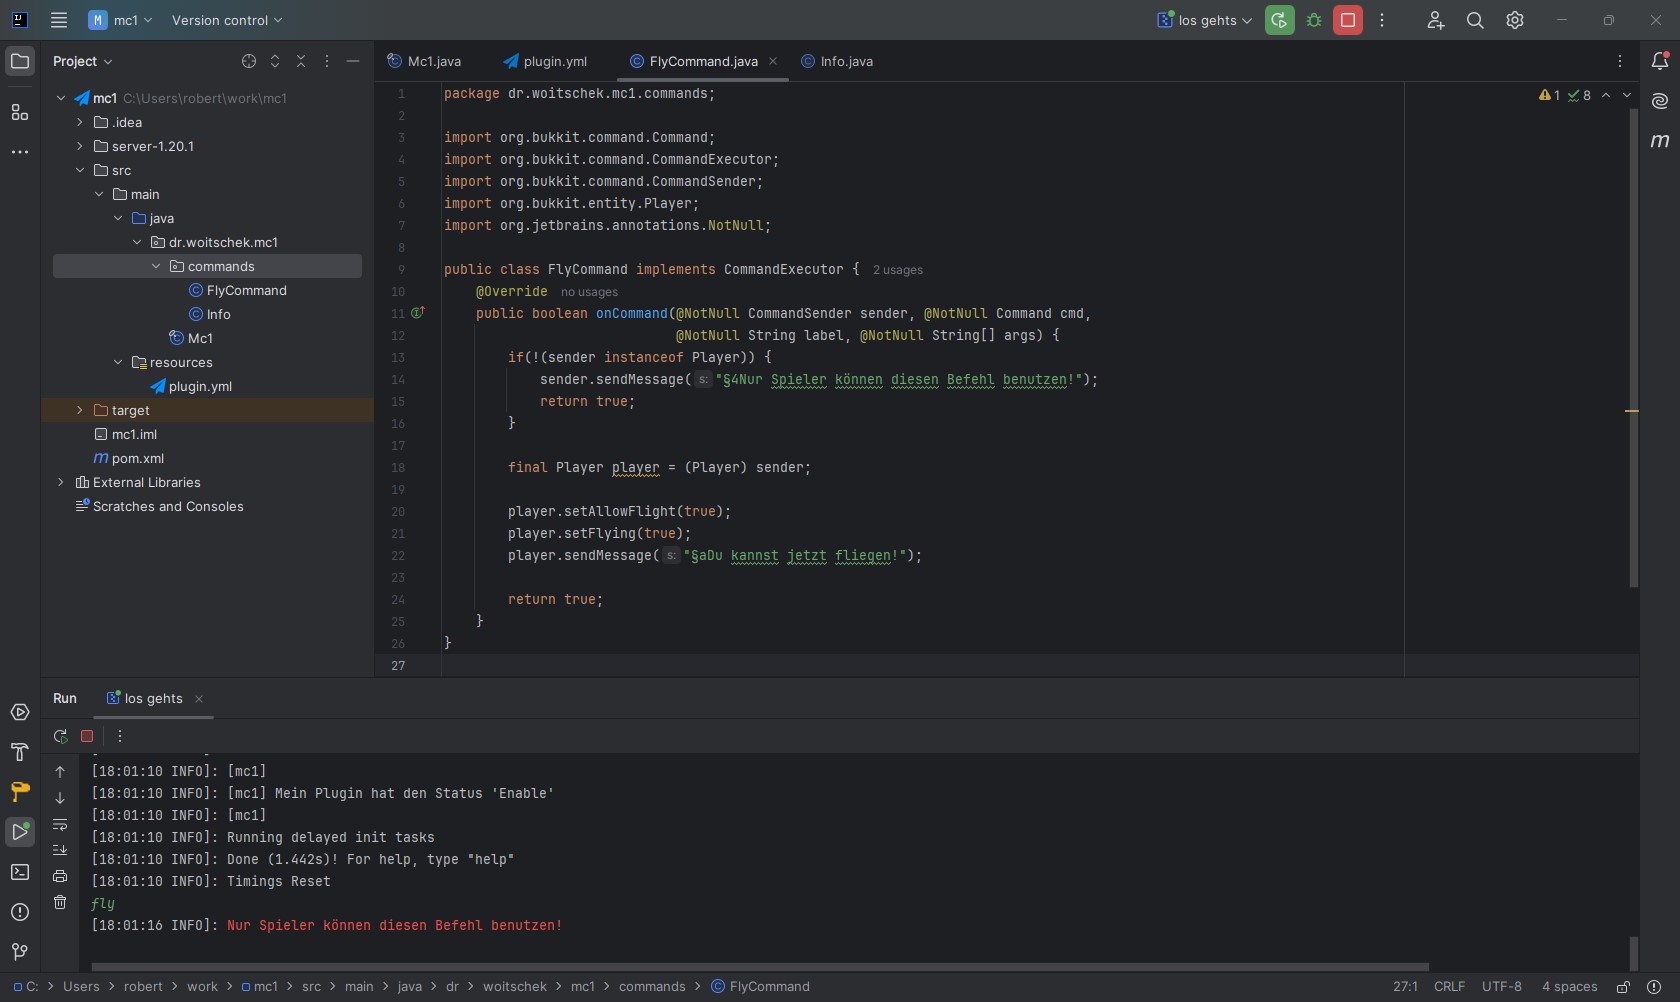 M mc1 Version control los gehts
Project
Mc1.java plugin.yml FlyCommand.java Info.java
mc1 C:\Users\robert\work\mc1
.idea
server-1.20.1
src
main
java
dr.woitschek.mc1
commands
FlyCommand
Info
Mc1
resources
plugin.yml
target
mc1.iml
m pom.xml
External Libraries
Scratches and Consoles
1 8
m
1 package dr.woitschek.mc1.commands;
2
3 import org.bukkit.command.Command;
4 import org.bukkit.command.CommandExecutor;
5 import org.bukkit.command.CommandSender;
6 import org.bukkit.entity.Player;
7 import org.jetbrains.annotations.NotNull;
8
9 public class FlyCommand implements CommandExecutor { 2 usages
10 @Override no usages
11 public boolean onCommand(@NotNull CommandSender sender, @NotNull Command cmd,
12 @NotNull String label, @NotNull String[] args) {
13 if(!(sender instanceof Player)) {
14 sender.sendMessage( s: "§4Nur Spieler können diesen Befehl benutzen!");
15 return true;
16 }
17
18 final Player player = (Player) sender;
19
20 player.setAllowFlight(true);
21 player.setFlying(true);
22 player.sendMessage( s: "§aDu kannst jetzt fliegen!");
23
24 return true;
25 }
26 }
27
Run los gehts
[18:01:10 INFO]: [mc1]
[18:01:10 INFO]: [mc1] Mein Plugin hat den Status 'Enable'
[18:01:10 INFO]: [mc1]
[18:01:10 INFO]: Running delayed init tasks
[18:01:10 INFO]: Done (1.442s)! For help, type "help"
[18:01:10 INFO]: Timings Reset
fly
[18:01:16 INFO]: Nur Spieler können diesen Befehl benutzen!
C: > Users > robert > work > mc1 > src > main > java > dr > woitschek > mc1 > commands > FlyCommand 27:1 CRLF UTF-8 4 spaces